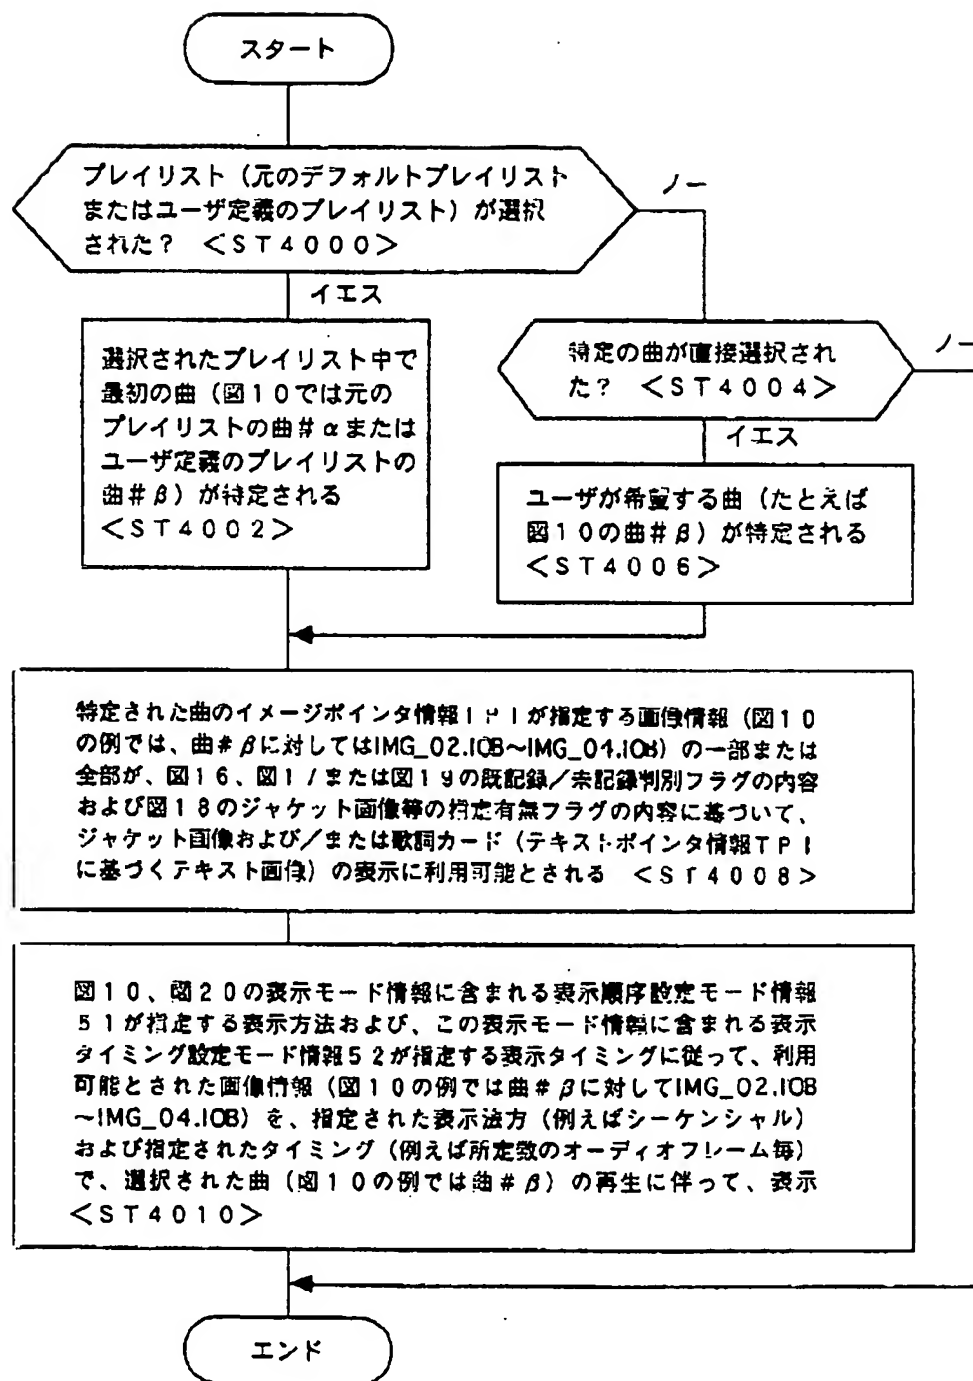 スタート
プレイリスト（元のデフォルトプレイリスト
またはユーザ定義のプレイリスト）が選択
された？ ＜ST4000＞
ノー
イエス
選択されたプレイリスト中で
最初の曲（図10では元の
プレイリストの曲#αまたは
ユーザ定義のプレイリストの
曲#β）が特定される
＜ST4002＞
特定の曲が直接選択され
た？ ＜ST4004＞
ノー
イエス
ユーザが希望する曲（たとえば
図10の曲#β）が特定される
＜ST4006＞
特定された曲のイメージポインタ情報IPIが指定する画像情報（図10
の例では、曲#βに対してはIMG_02.IOB～IMG_04.IOB）の一部または
全部が、図16、図17または図19の既記録／未記録判別フラグの内容
および図18のジャケット画像等の指定有無フラグの内容に基づいて、
ジャケット画像および／または歌詞カード（テキストポインタ情報TPI
に基づくテキスト画像）の表示に利用可能とされる ＜ST4008＞
図10、図20の表示モード情報に含まれる表示順序設定モード情報
51が指定する表示方法および、この表示モード情報に含まれる表示
タイミング設定モード情報52が指定する表示タイミングに従って、利用
可能とされた画像情報（図10の例では曲#βに対してIMG_02.IOB
～IMG_04.IOB）を、指定された表示法方（例えばシーケンシャル）
および指定されたタイミング（例えば所定数のオーディオフレーム毎）
で、選択された曲（図10の例では曲#β）の再生に伴って、表示
＜ST4010＞
エンド